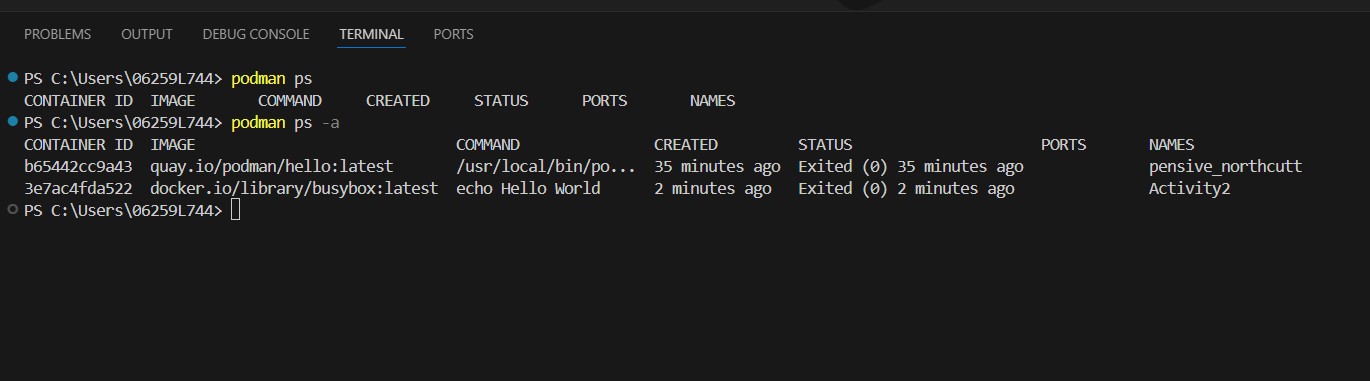 PROBLEMS OUTPUT DEBUG CONSOLE TERMINAL PORTS
PS C:\Users\06259L744> podman ps
CONTAINER ID IMAGE COMMAND CREATED STATUS PORTS NAMES
PS C:\Users\06259L744> podman ps -a
CONTAINER ID IMAGE COMMAND CREATED STATUS PORTS NAMES
b65442cc9a43 quay.io/podman/hello:latest /usr/local/bin/po... 35 minutes ago Exited (0) 35 minutes ago pensive_northcutt
3e7ac4fda522 docker.io/library/busybox:latest echo Hello World 2 minutes ago Exited (0) 2 minutes ago Activity2
PS C:\Users\06259L744>